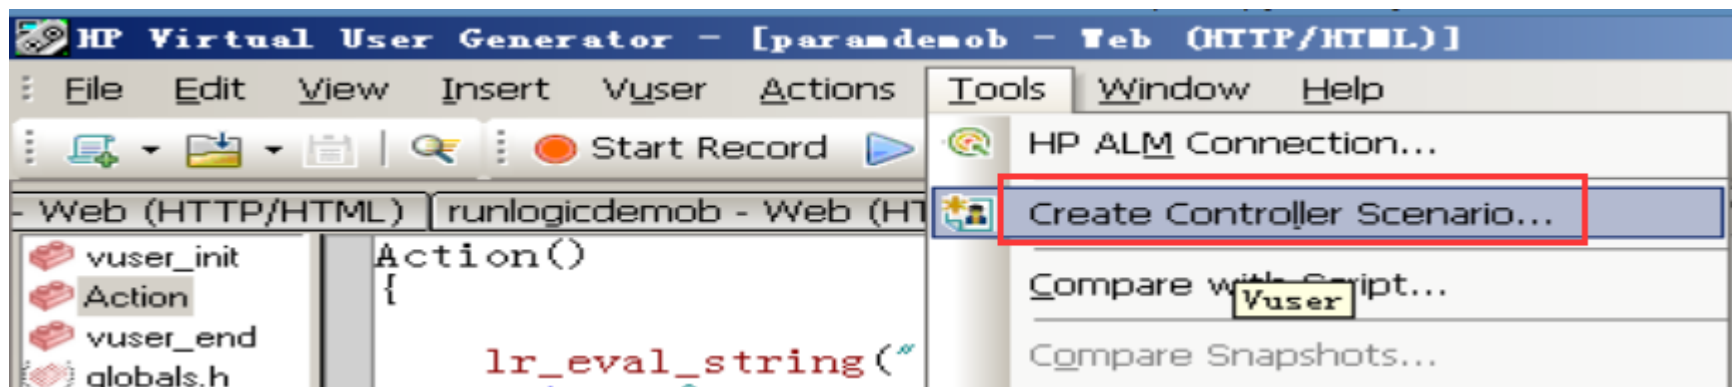 HP Virtual User Generator - [paramdemob - Web (HTTP/HTML)]
File Edit View Insert Vuser Actions Tools Window Help
Start Record
HP ALM Connection...
- Web (HTTP/HTML) runlogicdemob - Web (HT
Create Controller Scenario...
vuser_init
Action()
Action
{
Compare with Script...
Vuser
vuser_end
lr_eval_string("
Compare Snapshots...
globals.h